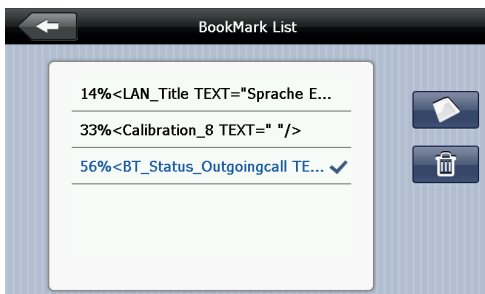 BookMark List
14%<LAN_Title TEXT="Sprache E...
33%<Calibration_8 TEXT=" "/>
56%<BT_Status_Outgoingcall TE...